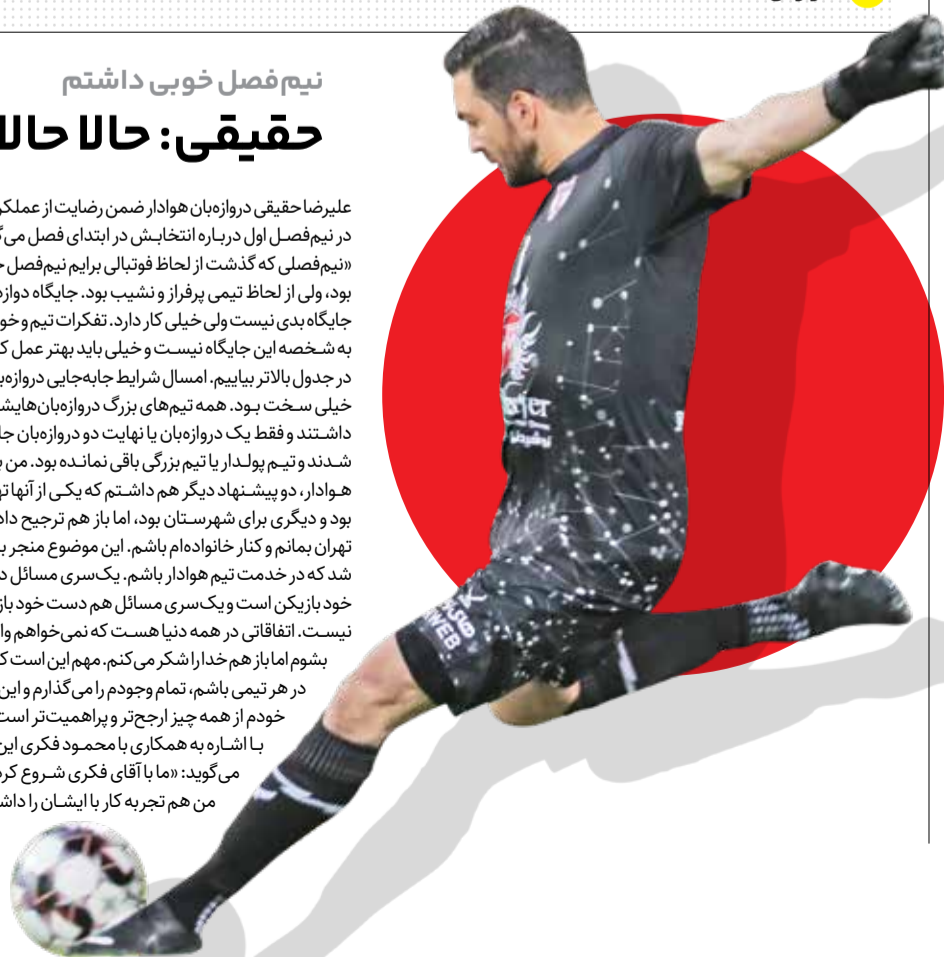 نیم‌فصل خوبی داشتم
حقیقی: حالا حالا
علیرضا حقیقی دروازه‌بان هوادار ضمن رضایت از عملکر
در نیم‌فصل اول درباره انتخابش در ابتدای فصل می‌گ
«نیم‌فصلی که گذشت از لحاظ فوتبالی برایم نیم‌فصل خ
بود، ولی از لحاظ تیمی پرفراز و نشیب بود. جایگاه دوازد
جایگاه بدی نیست ولی خیلی کار دارد. تفکرات تیم و خو
به شخصه این جایگاه نیست و خیلی باید بهتر عمل ک
در جدول بالاتر بیاییم. امسال شرایط جابه‌جایی دروازه‌ب
خیلی سخت بود. همه تیم‌های بزرگ دروازه‌بان‌هایش
داشتند و فقط یک دروازه‌بان یا نهایت دو دروازه‌بان جا
شدند و تیم پولدار یا تیم بزرگی باقی نمانده بود. من ب
هوادار، دو پیشنهاد دیگر هم داشتم که یکی از آنها ته
بود و دیگری برای شهرستان بود، اما باز هم ترجیح داد
تهران بمانم و کنار خانواده‌ام باشم. این موضوع منجر ب
شد که در خدمت تیم هوادار باشم. یک‌سری مسائل د
خود بازیکن است و یک‌سری مسائل هم دست خود باز
نیست. اتفاقاتی در همه دنیا هست که نمی‌خواهم وا
بشوم اما باز هم خدا را شکر می‌کنم. مهم این است ک
در هر تیمی باشم، تمام وجودم را می‌گذارم و این
خودم از همه چیز ارجح‌تر و پراهمیت‌تر است
با اشاره به همکاری با محمود فکری این
می‌گوید: «ما با آقای فکری شروع کرد
من هم تجربه کار با ایشان را داش
WEB